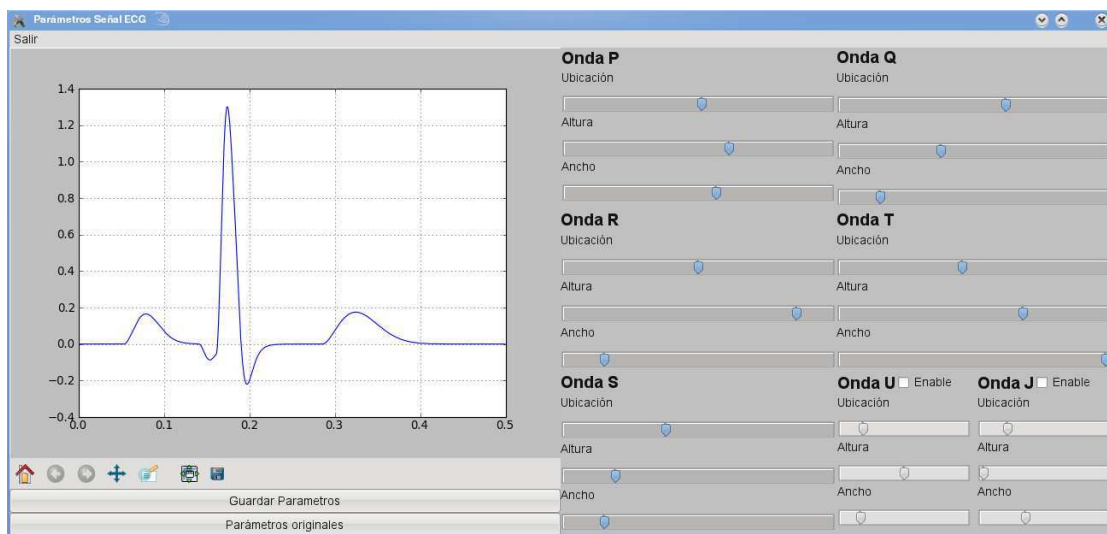 Parámetros Señal ECG
Salir
1.4
1.2
1.0
0.8
0.6
0.4
0.2
0.0
−0.2
−0.4
0.0 0.1 0.2 0.3 0.4 0.5
Guardar Parametros
Parámetros originales
Onda P
Ubicación
Altura
Ancho
Onda Q
Ubicación
Altura
Ancho
Onda R
Ubicación
Altura
Ancho
Onda T
Ubicación
Altura
Ancho
Onda S
Ubicación
Altura
Ancho
Onda U Enable
Ubicación
Altura
Ancho
Onda J Enable
Ubicación
Altura
Ancho